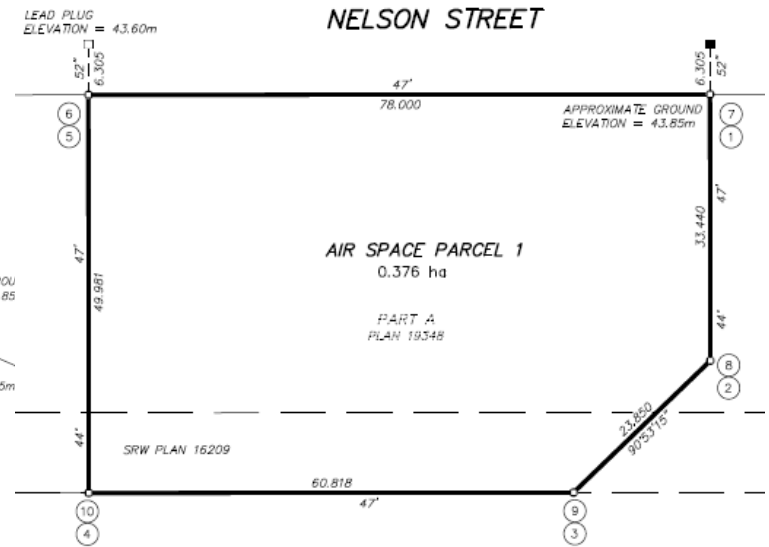 LEAD PLUG
ELEVATION = 43.60m
NELSON STREET
52"
6.305
6.305
52"
47'
78.000
6
5
APPROXIMATE GROUND
ELEVATION = 43.85m
7
1
47'
49.981
44'
47'
33.440
44'
AIR SPACE PARCEL 1
0.376 ha
PART A
PLAN 19348
OU
85
5m
8
2
23.850
90°53'15"
SRW PLAN 16209
60.818
47'
10
4
9
3